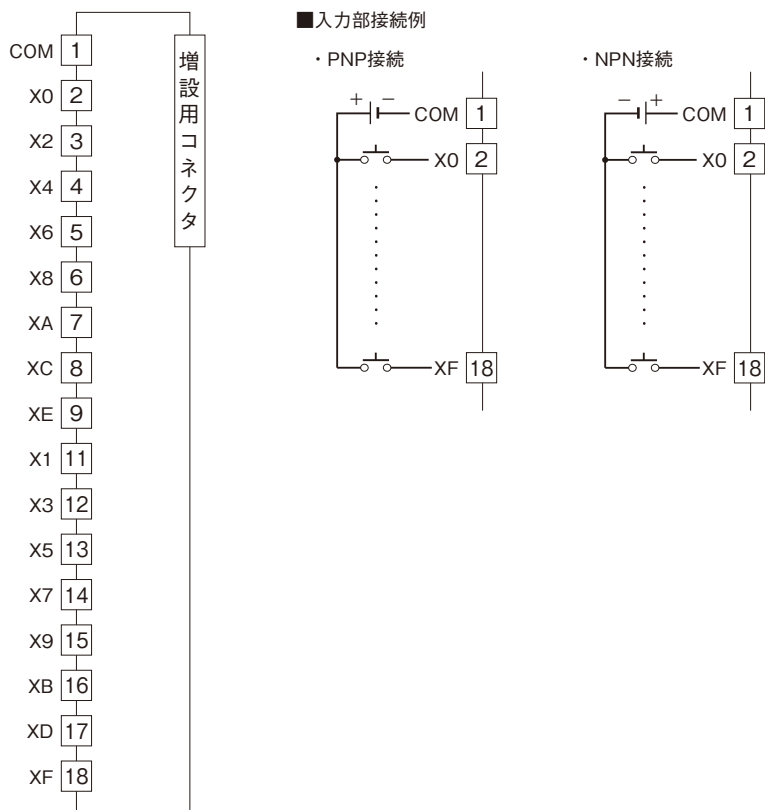 COM 1
X0 2
X2 3
X4 4
X6 5
X8 6
XA 7
XC 8
XE 9
X1 11
X3 12
X5 13
X7 14
X9 15
XB 16
XD 17
XF 18
増設用コネクタ
■入力部接続例
・PNP接続
+ − COM 1
X0 2
XF 18
・NPN接続
− + COM 1
X0 2
XF 18